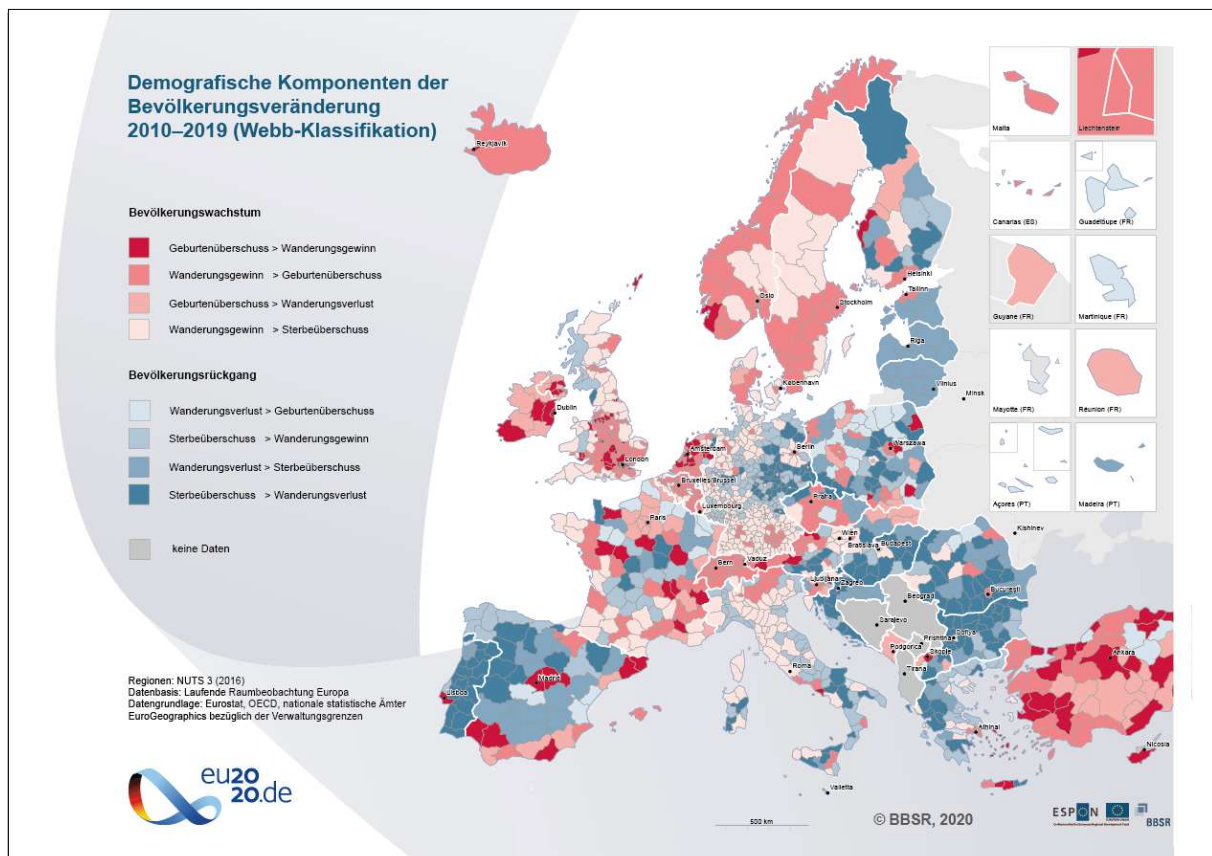 Demografische Komponenten der
Bevölkerungsveränderung
2010–2019 (Webb-Klassifikation)
Bevölkerungswachstum
Geburtenüberschuss > Wanderungsgewinn
Wanderungsgewinn > Geburtenüberschuss
Geburtenüberschuss > Wanderungsverlust
Wanderungsgewinn > Sterbeüberschuss
Bevölkerungsrückgang
Wanderungsverlust > Geburtenüberschuss
Sterbeüberschuss > Wanderungsgewinn
Wanderungsverlust > Sterbeüberschuss
Sterbeüberschuss > Wanderungsverlust
keine Daten
Regionen: NUTS 3 (2016)
Datenbasis: Laufende Raumbeobachtung Europa
Datengrundlage: Eurostat, OECD, nationale statistische Ämter
EuroGeographics bezüglich der Verwaltungsgrenzen
eu20
20.de
Reykjavík
Oslo
Stockholm
Helsinki
Tallinn
Riga
Vilnius
Minsk
København
Dublin
London
Amsterdam
Berlin
Warszawa
Bruxelles/Brussel
Luxembourg
Praha
Paris
Kishinev
Wien
Bratislava
Budapest
Bern
Vaduz
Ljubljana
Zagreb
Beograd
Bucureşti
Sarajevo
Prishtina
Sofiya
Podgorica
Skopje
Tirana
Roma
Ankara
Madrid
Lisboa
Athinai
Nicosia
Valletta
Malta
Liechtenstein
Canarias (ES)
Guadeloupe (FR)
Guyane (FR)
Martinique (FR)
Mayotte (FR)
Réunion (FR)
Açores (PT)
Madeira (PT)
500 km
© BBSR, 2020
ESPON
BBSR